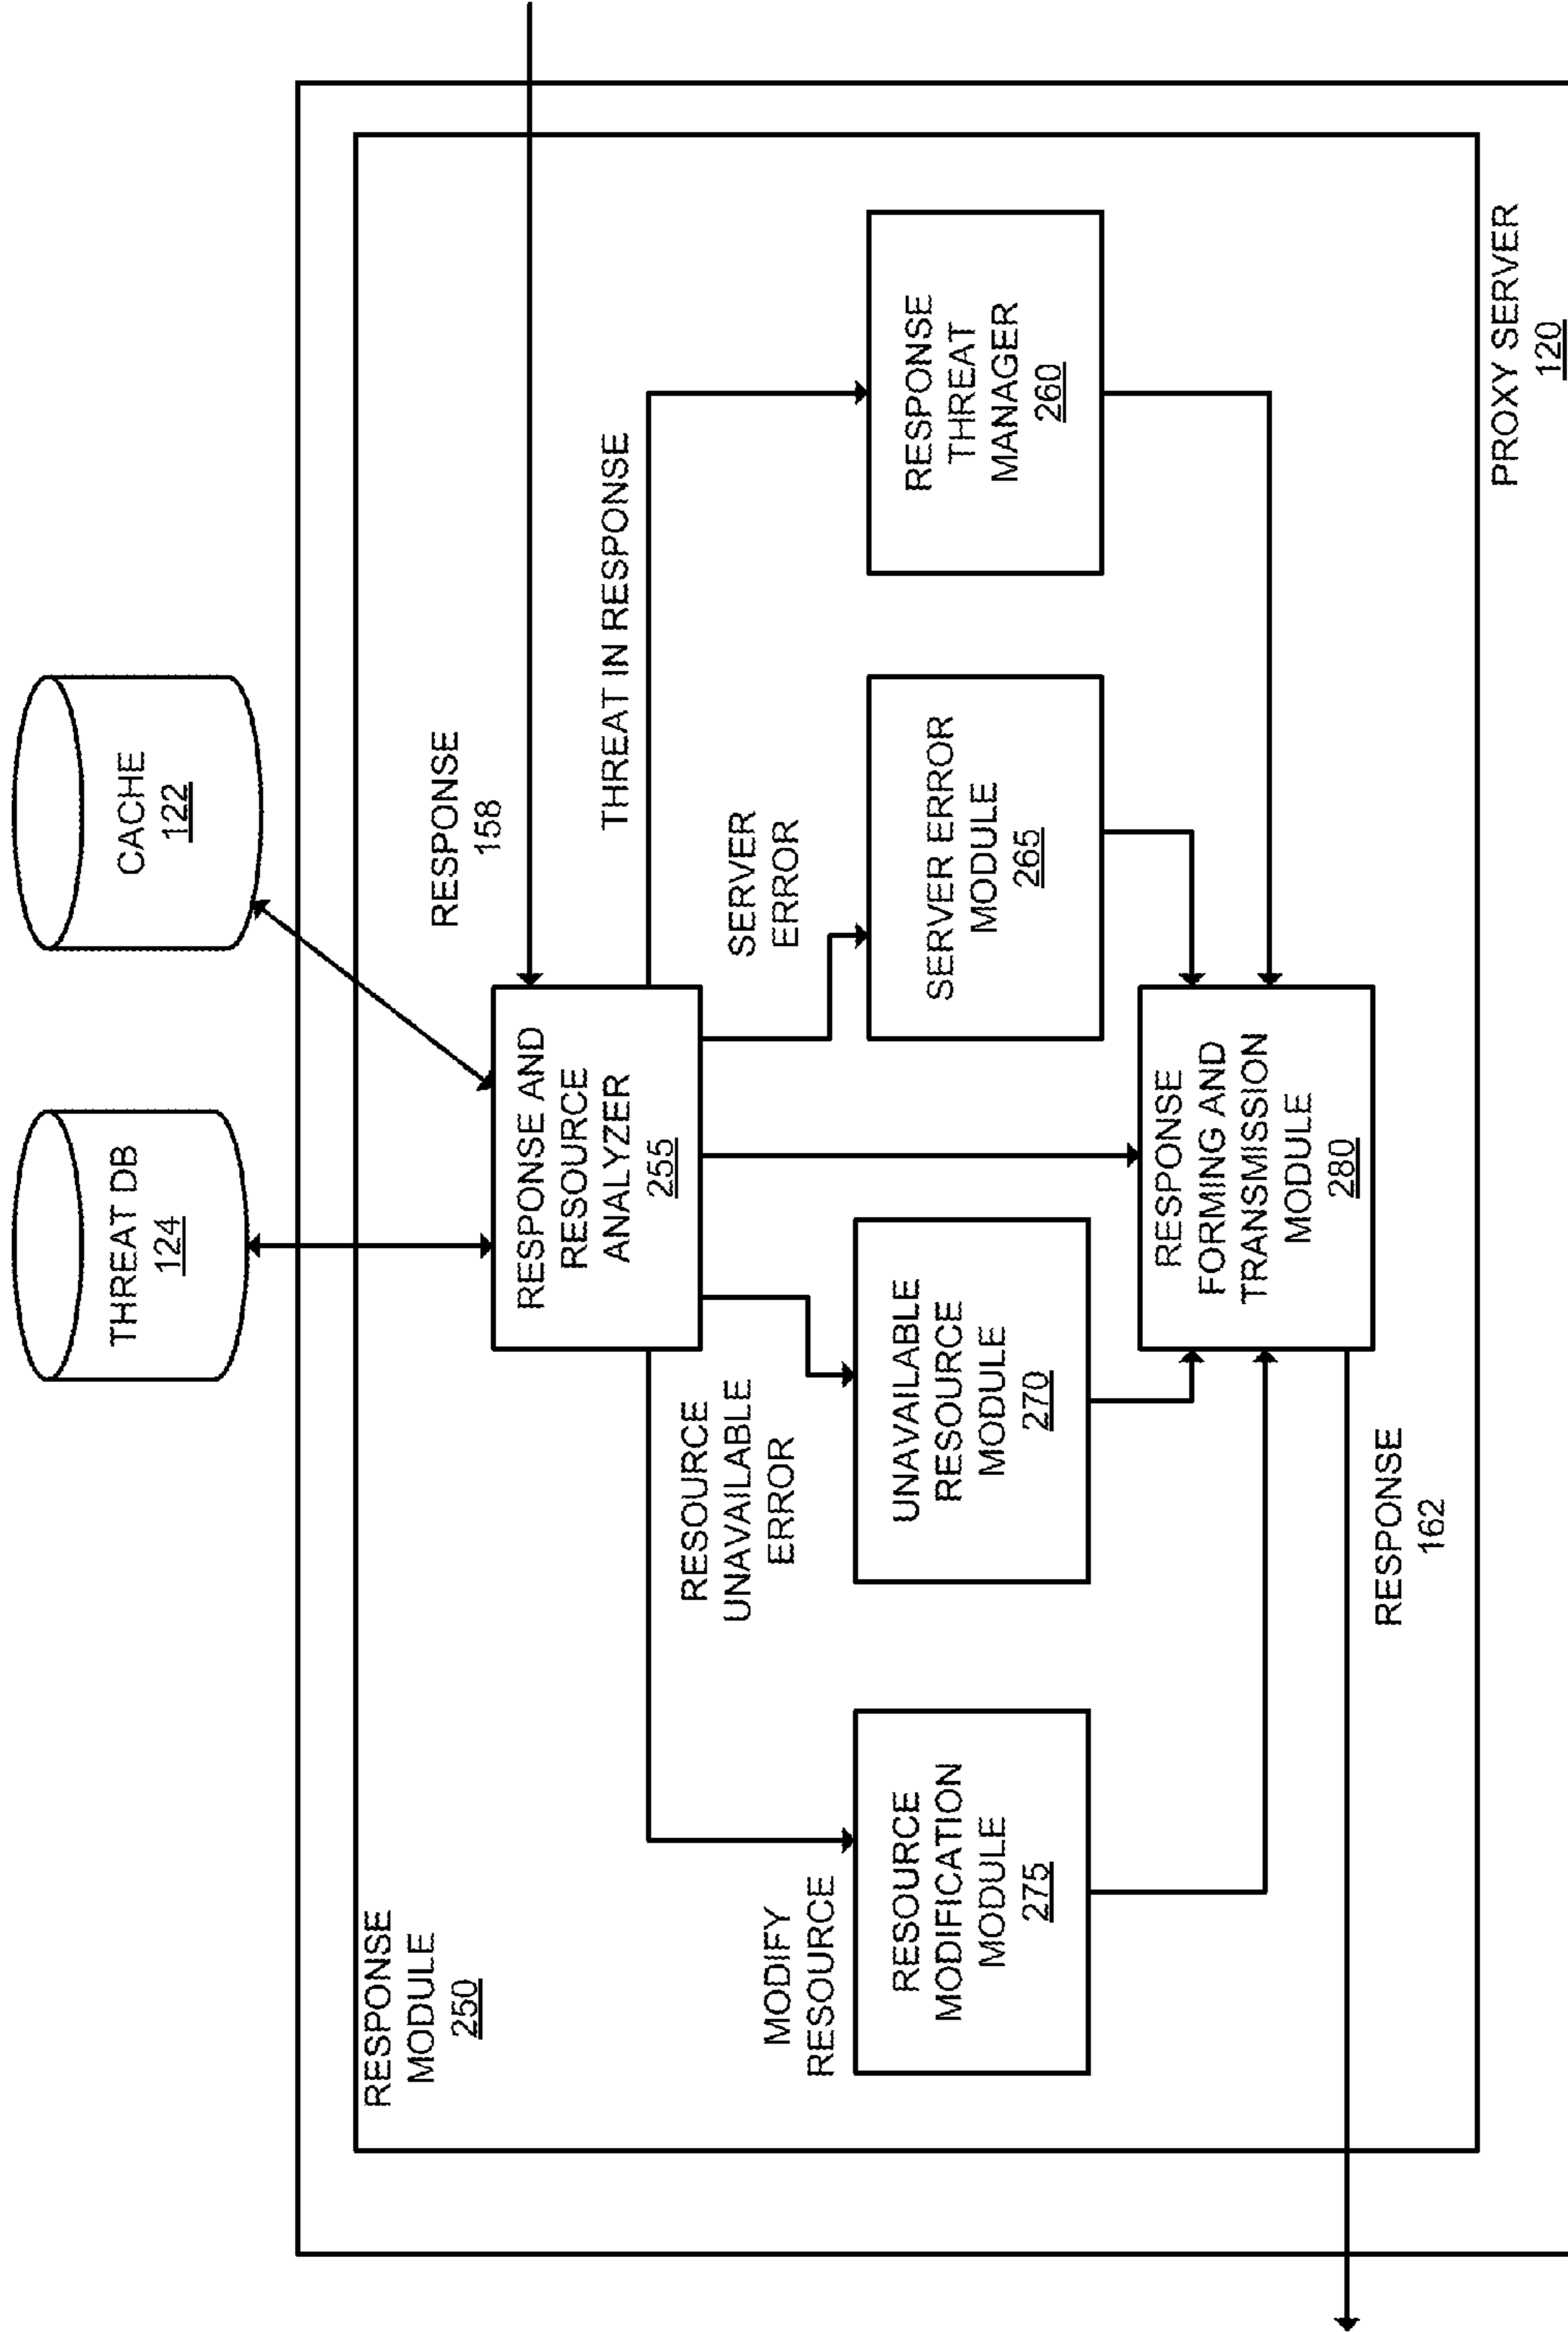 THREAT DB
124
CACHE
122
RESPONSE
MODULE
250
RESPONSE
158
RESPONSE AND
RESOURCE
ANALYZER
255
THREAT IN RESPONSE
RESOURCE
UNAVAILABLE
ERROR
SERVER
ERROR
MODIFY
RESOURCE
RESOURCE
MODIFICATION
MODULE
275
UNAVAILABLE
RESOURCE
MODULE
270
SERVER ERROR
MODULE
265
RESPONSE
THREAT
MANAGER
260
RESPONSE
FORMING AND
TRANSMISSION
MODULE
280
RESPONSE
162
PROXY SERVER
120